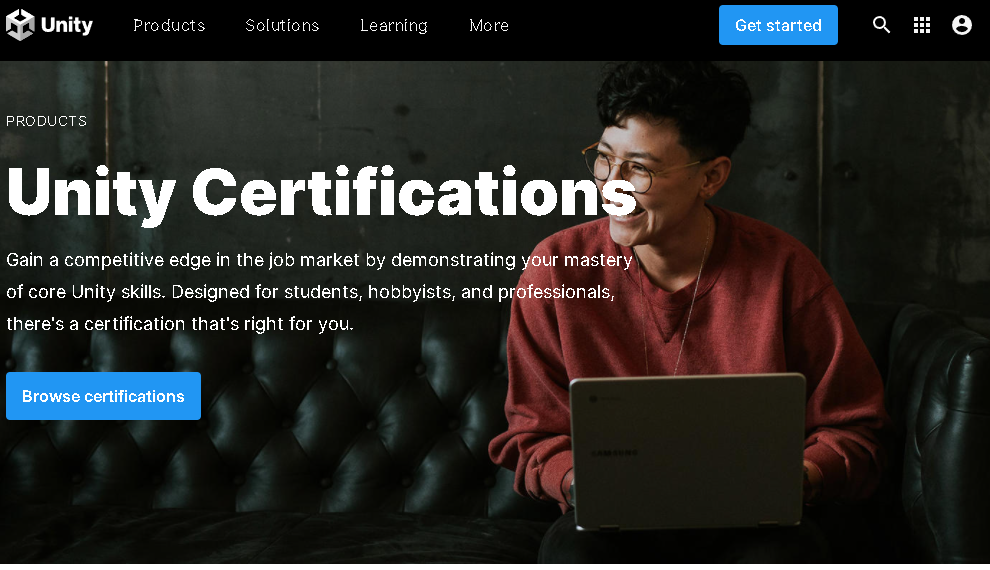 Unity
Products
Solutions
Learning
More
Get started
PRODUCTS
Unity Certifications
Gain a competitive edge in the job market by demonstrating your mastery
of core Unity skills. Designed for students, hobbyists, and professionals,
there's a certification that's right for you.
Browse certifications
SAMSUNG